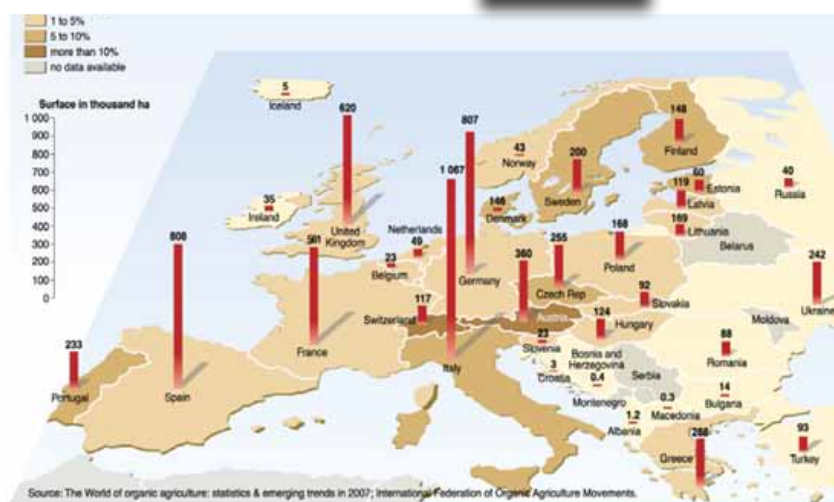 1 to 5%
5 to 10%
more than 10%
no data available
Surface in thousand ha
1 000
900
800
700
600
500
400
300
200
100
0
5
Iceland
620
807
43
Norway
148
Finland
200
Sweden
60
Estonia
119
Latvia
40
Russia
35
Ireland
United
Kingdom
1 067
146
Denmark
169
Lithuania
Belarus
808
561
Netherlands
49
23
Belgium
Germany
360
255
Czech Rep
168
Poland
92
Slovakia
242
Ukraine
117
Switzerland
Austria
124
Hungary
Moldova
France
Italy
23
Slovenia
88
Romania
233
Portugal
Spain
3
Croatia
Bosnia and
Herzegovina
0.4
Montenegro
Serbia
0.3
Macedonia
14
Bulgaria
1.2
Albania
288
Greece
93
Turkey
Source: The World of organic agriculture: statistics & emerging trends in 2007; International Federation of Organic Agriculture Movements.